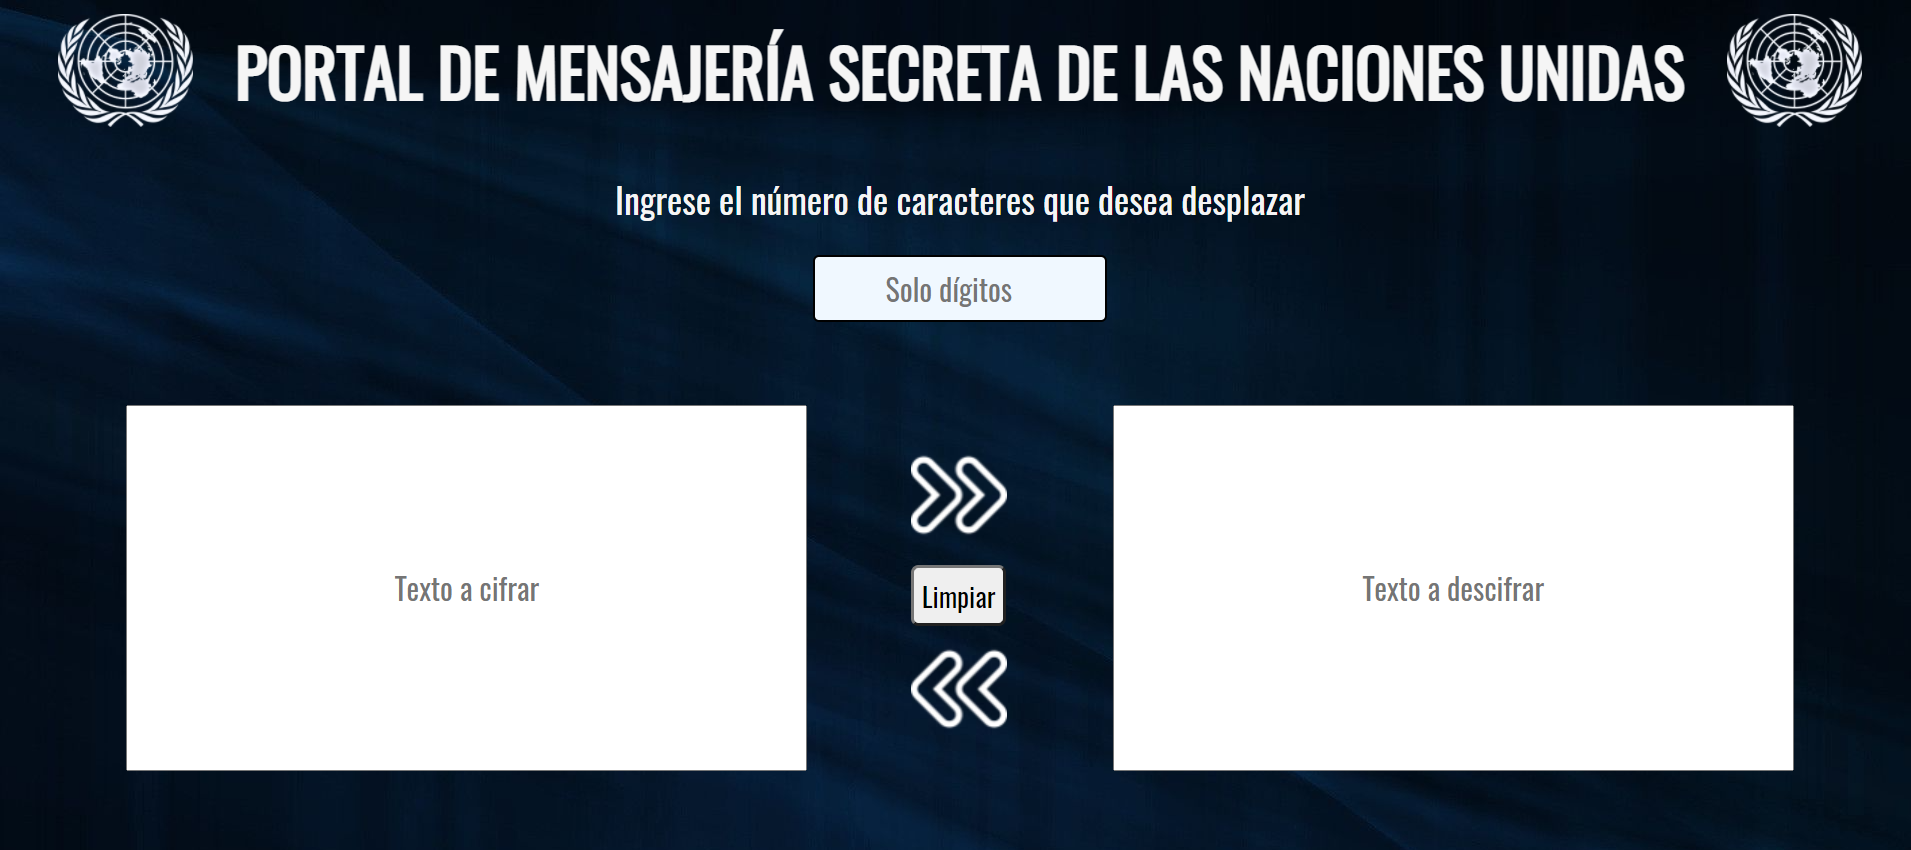 PORTAL DE MENSAJERÍA SECRETA DE LAS NACIONES UNIDAS
Ingrese el número de caracteres que desea desplazar
Solo dígitos
Texto a cifrar
Limpiar
Texto a descifrar